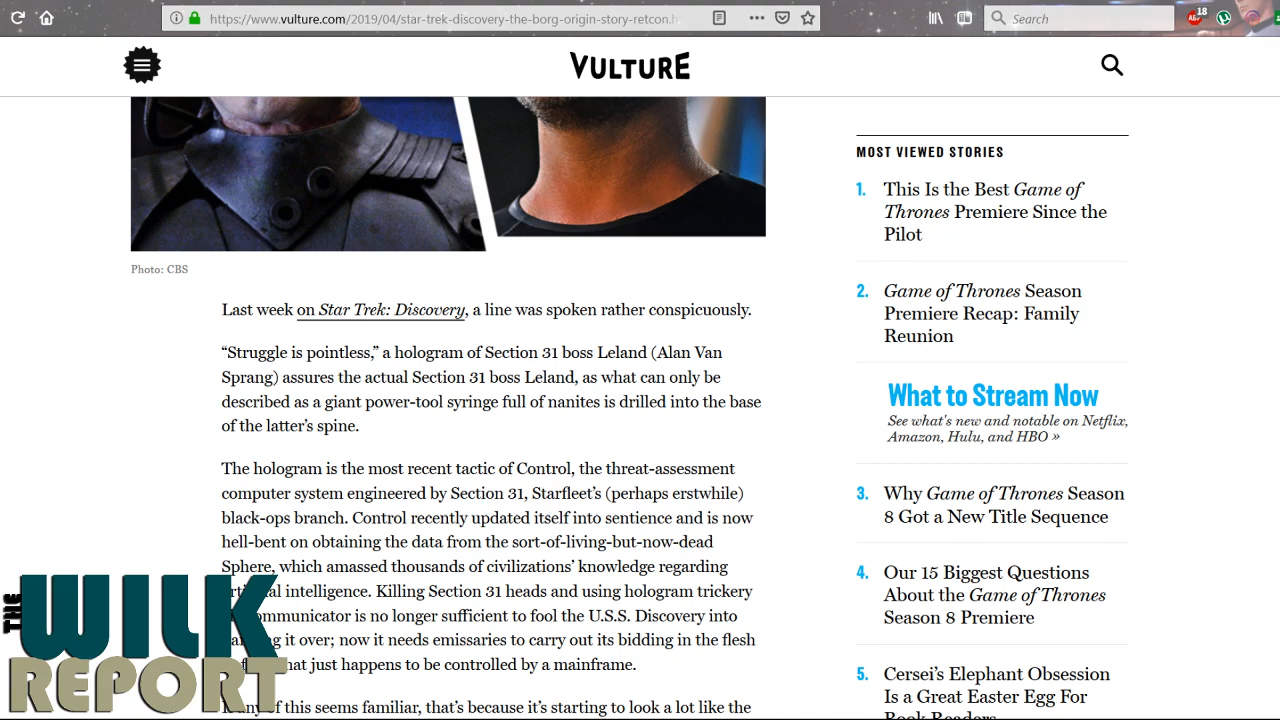 https://www.vulture.com/2019/04/star-trek-discovery-the-borg-origin-story-retcon.h
Search
18
VULTURE
Photo: CBS
Last week on Star Trek: Discovery, a line was spoken rather conspicuously.
“Struggle is pointless,” a hologram of Section 31 boss Leland (Alan Van
Sprang) assures the actual Section 31 boss Leland, as what can only be
described as a giant power-tool syringe full of nanites is drilled into the base
of the latter’s spine.
The hologram is the most recent tactic of Control, the threat-assessment
computer system engineered by Section 31, Starfleet’s (perhaps erstwhile)
black-ops branch. Control recently updated itself into sentience and is now
hell-bent on obtaining the data from the sort-of-living-but-now-dead
Sphere, which amassed thousands of civilizations’ knowledge regarding
intelligence. Killing Section 31 heads and using hologram trickery
communicator is no longer sufficient to fool the U.S.S. Discovery into
it over; now it needs emissaries to carry out its bidding in the flesh
that just happens to be controlled by a mainframe.
any of this seems familiar, that’s because it’s starting to look a lot like the
MOST VIEWED STORIES
1. This Is the Best Game of
Thrones Premiere Since the
Pilot
2. Game of Thrones Season
Premiere Recap: Family
Reunion
What to Stream Now
See what’s new and notable on Netflix,
Amazon, Hulu, and HBO »
3. Why Game of Thrones Season
8 Got a New Title Sequence
4. Our 15 Biggest Questions
About the Game of Thrones
Season 8 Premiere
5. Cersei’s Elephant Obsession
Is a Great Easter Egg For
Book Readers
THE
WILK
REPORT